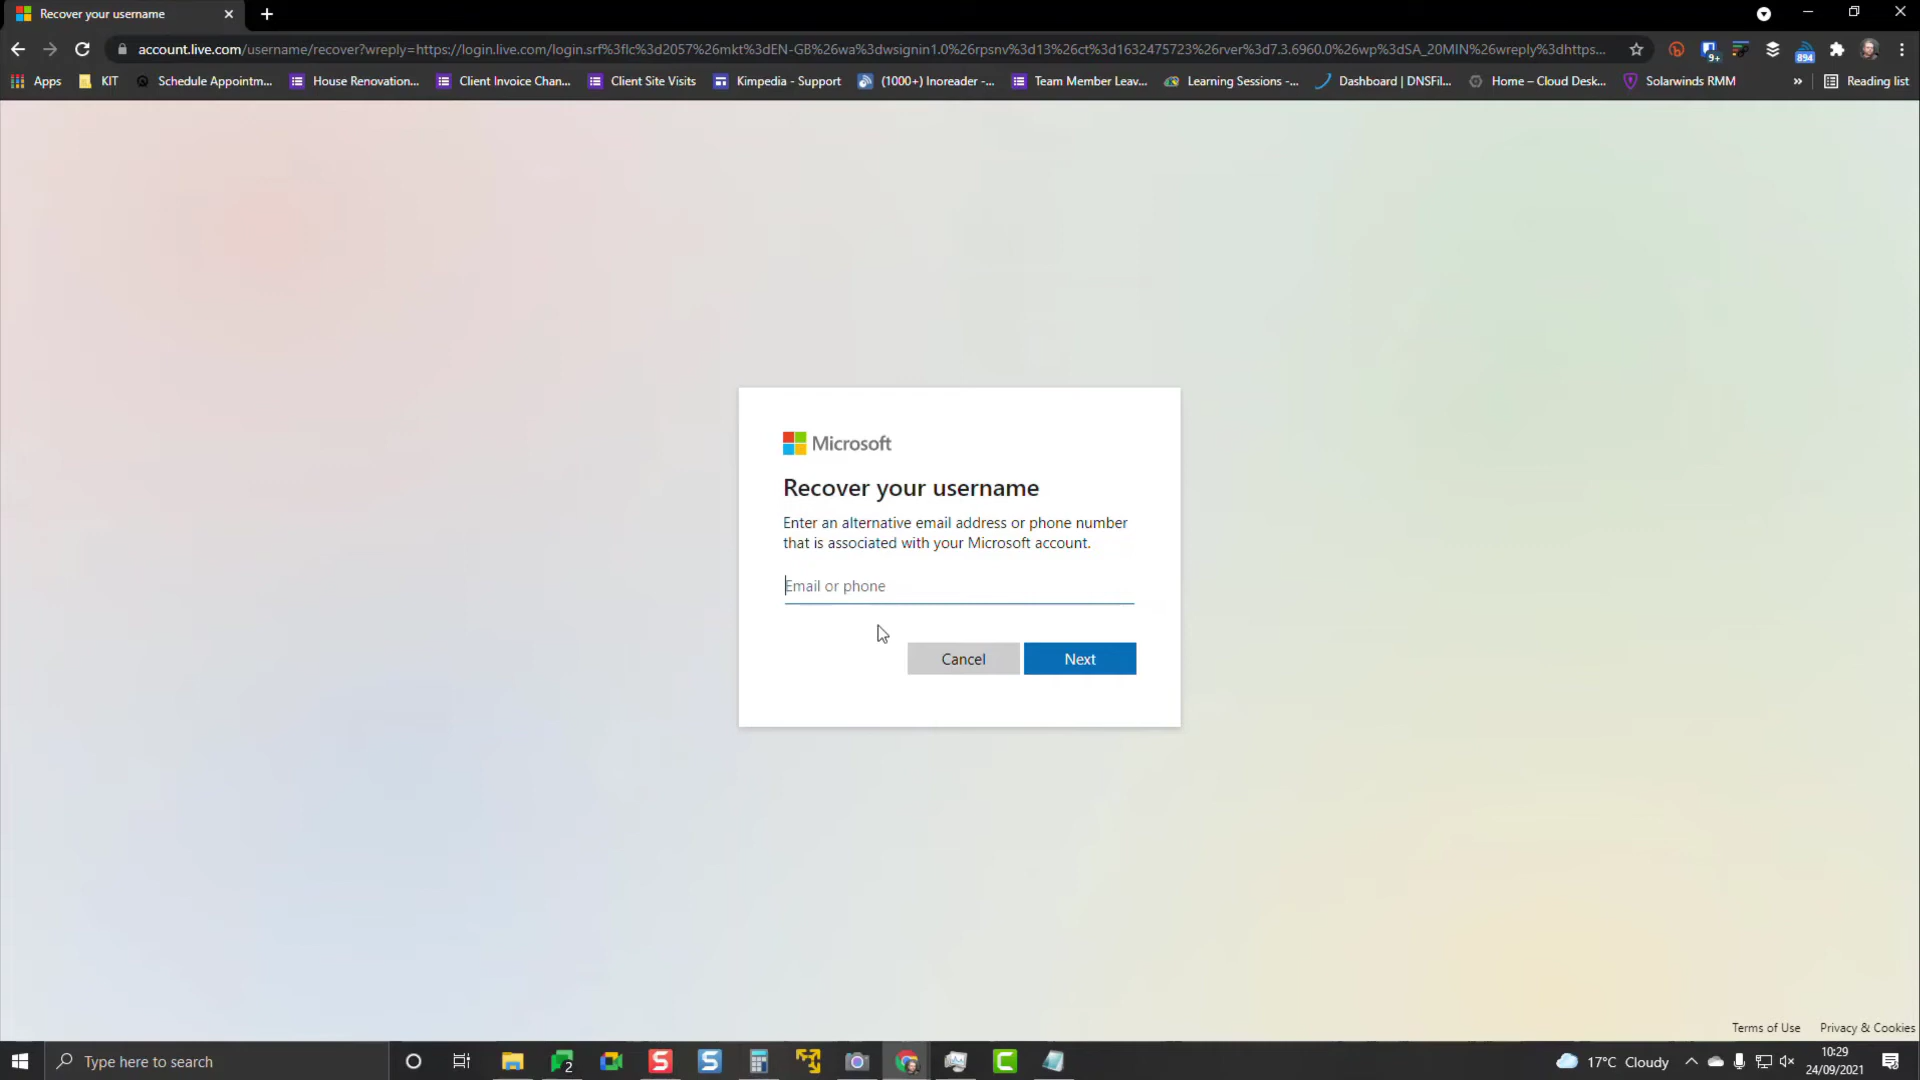 Recover your username
account.live.com/username/recover?wreply=https://login.live.com/login.srf%3flc%3d2057%26mkt%3dEN-GB%26wa%3dwsignin1.0%26rpsnv%3d13%26ct%3d1632475723%26rver%3d7.3.6960.0%26wp%3dSA_20MIN%26wreply%3dhttps...
9+
894
Apps KIT Schedule Appointm... House Renovation... Client Invoice Chan... Client Site Visits Kimpedia - Support (1000+) Inoreader -... Team Member Leav... Learning Sessions -... Dashboard | DNSFil... Home – Cloud Desk... Solarwinds RMM » Reading list
Microsoft
Recover your username
Enter an alternative email address or phone number
that is associated with your Microsoft account.
Email or phone
Cancel Next
Terms of Use Privacy & Cookies
Type here to search
2
17°C Cloudy
10:29
24/09/2021